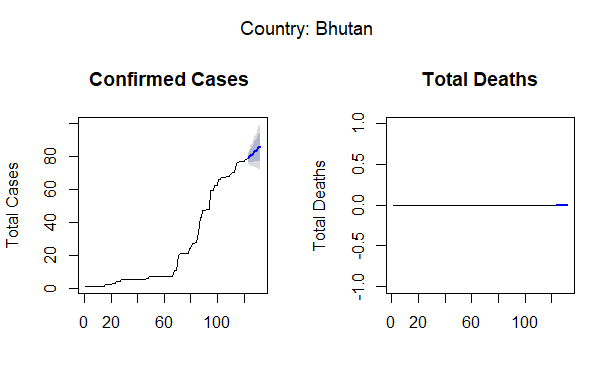 Country: Bhutan
Confirmed Cases
Total Cases
0 20 40 60 80
0 20 60 100
Total Deaths
Total Deaths
-1.0 -0.5 0.0 0.5 1.0
0 20 60 100